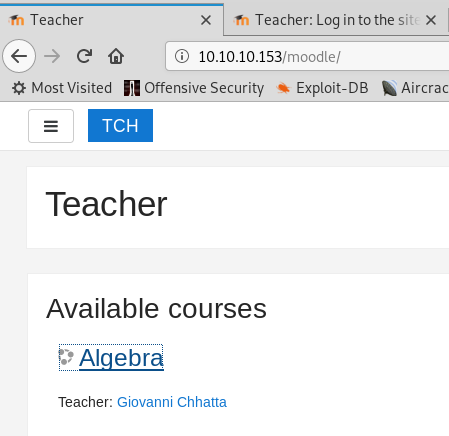 Teacher
Teacher: Log in to the site
10.10.10.153/moodle/
Most Visited Offensive Security Exploit-DB Aircrac
TCH
Teacher
Available courses
Algebra
Teacher: Giovanni Chhatta